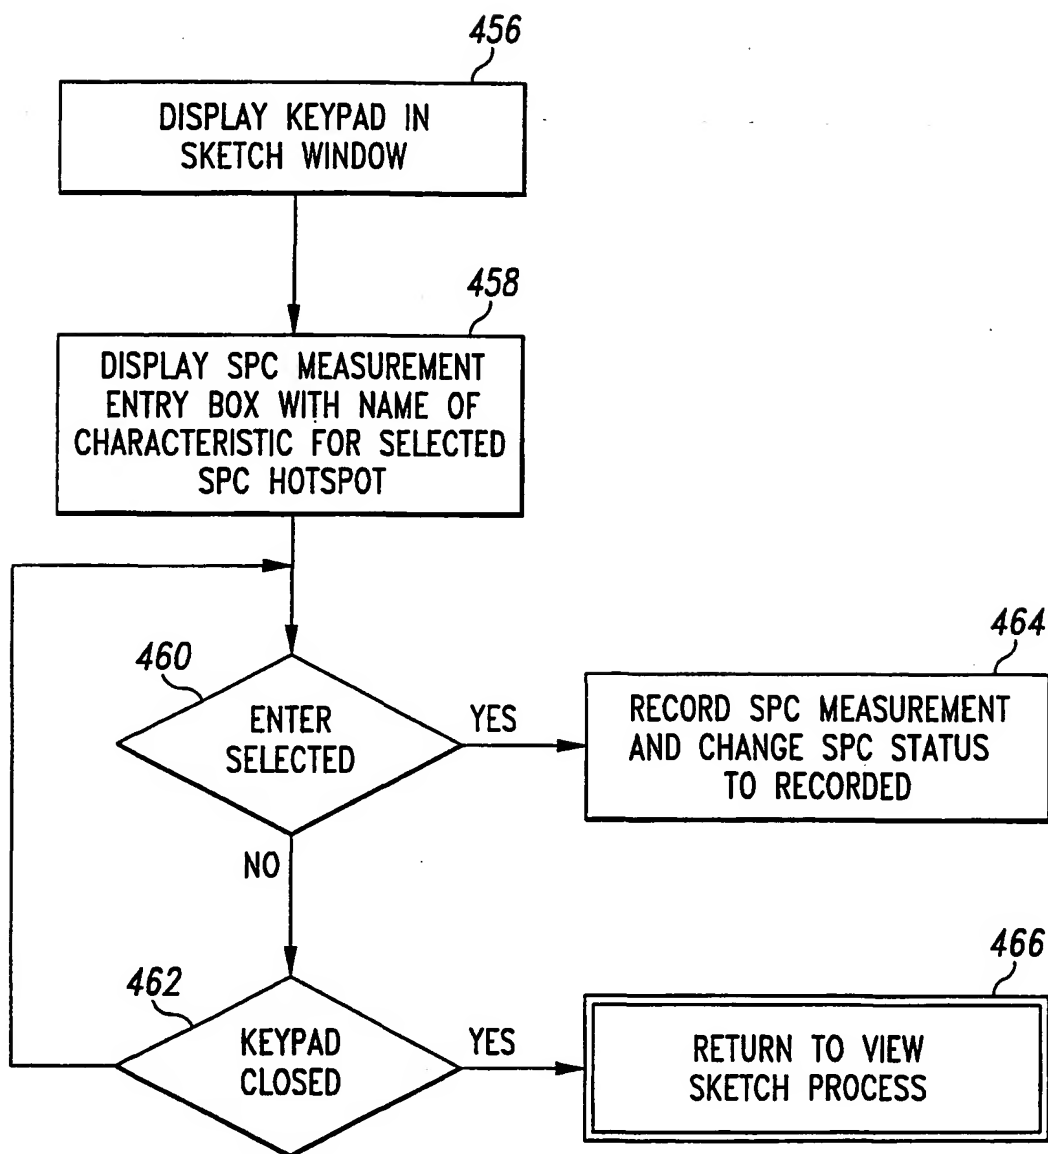 456
DISPLAY KEYPAD IN
SKETCH WINDOW
458
DISPLAY SPC MEASUREMENT
ENTRY BOX WITH NAME OF
CHARACTERISTIC FOR SELECTED
SPC HOTSPOT
460
ENTER
SELECTED
YES
464
RECORD SPC MEASUREMENT
AND CHANGE SPC STATUS
TO RECORDED
NO
462
KEYPAD
CLOSED
YES
466
RETURN TO VIEW
SKETCH PROCESS